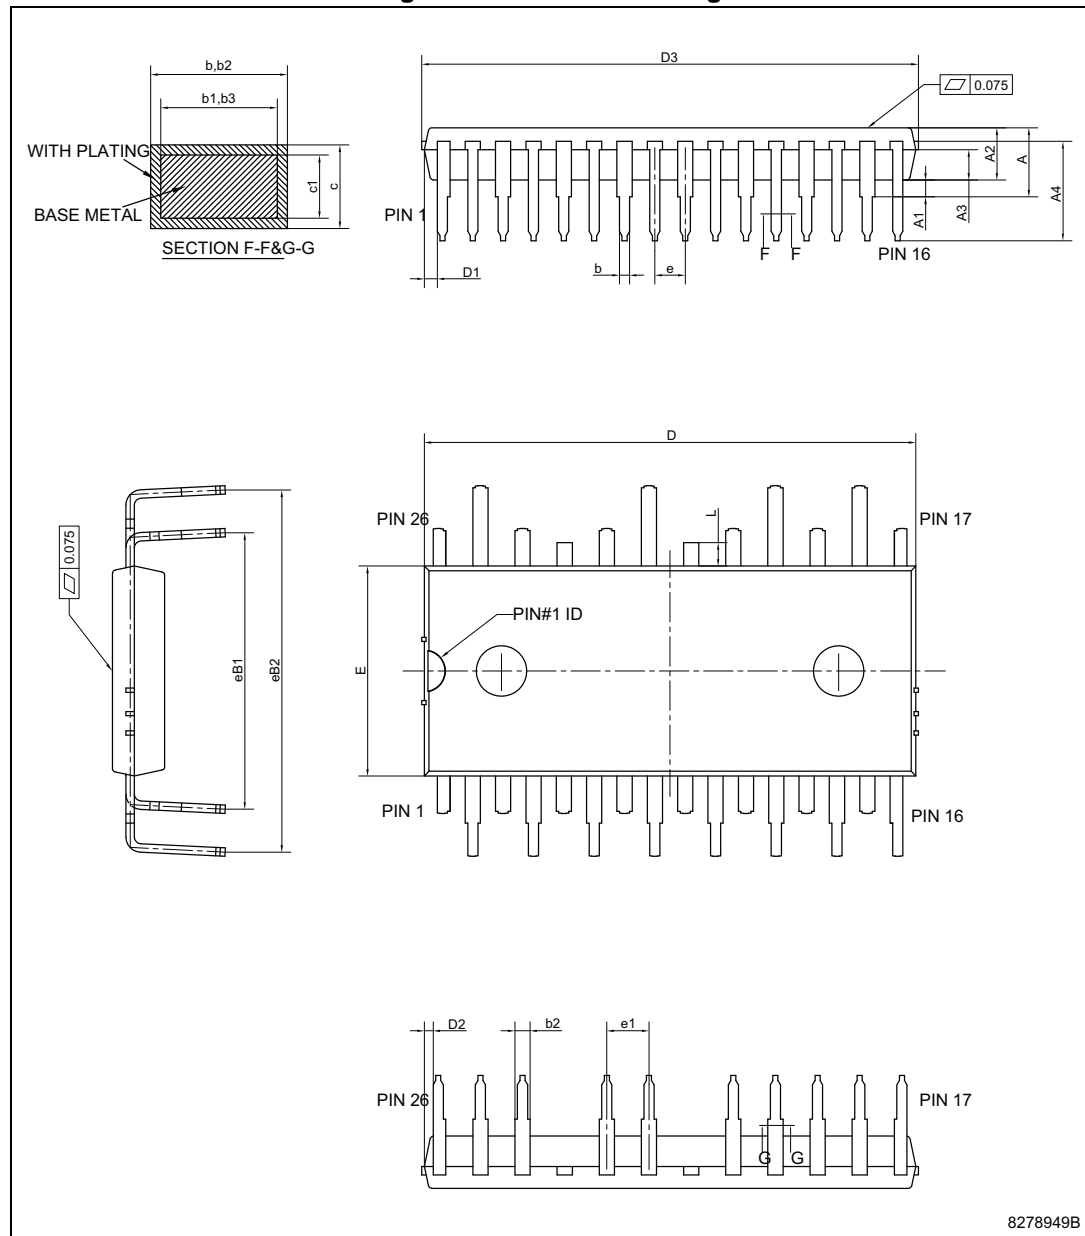 b,b2
b1,b3
WITH PLATING
BASE METAL
c1
c
SECTION F-F&G-G
D3
0.075
A2
A
A4
A1
A3
PIN 1
PIN 16
F F
D1
b
e
D
PIN 26
L
PIN 17
0.075
eB1
eB2
E
PIN#1 ID
PIN 1
PIN 16
D2
b2
e1
PIN 26
PIN 17
G G
8278949B